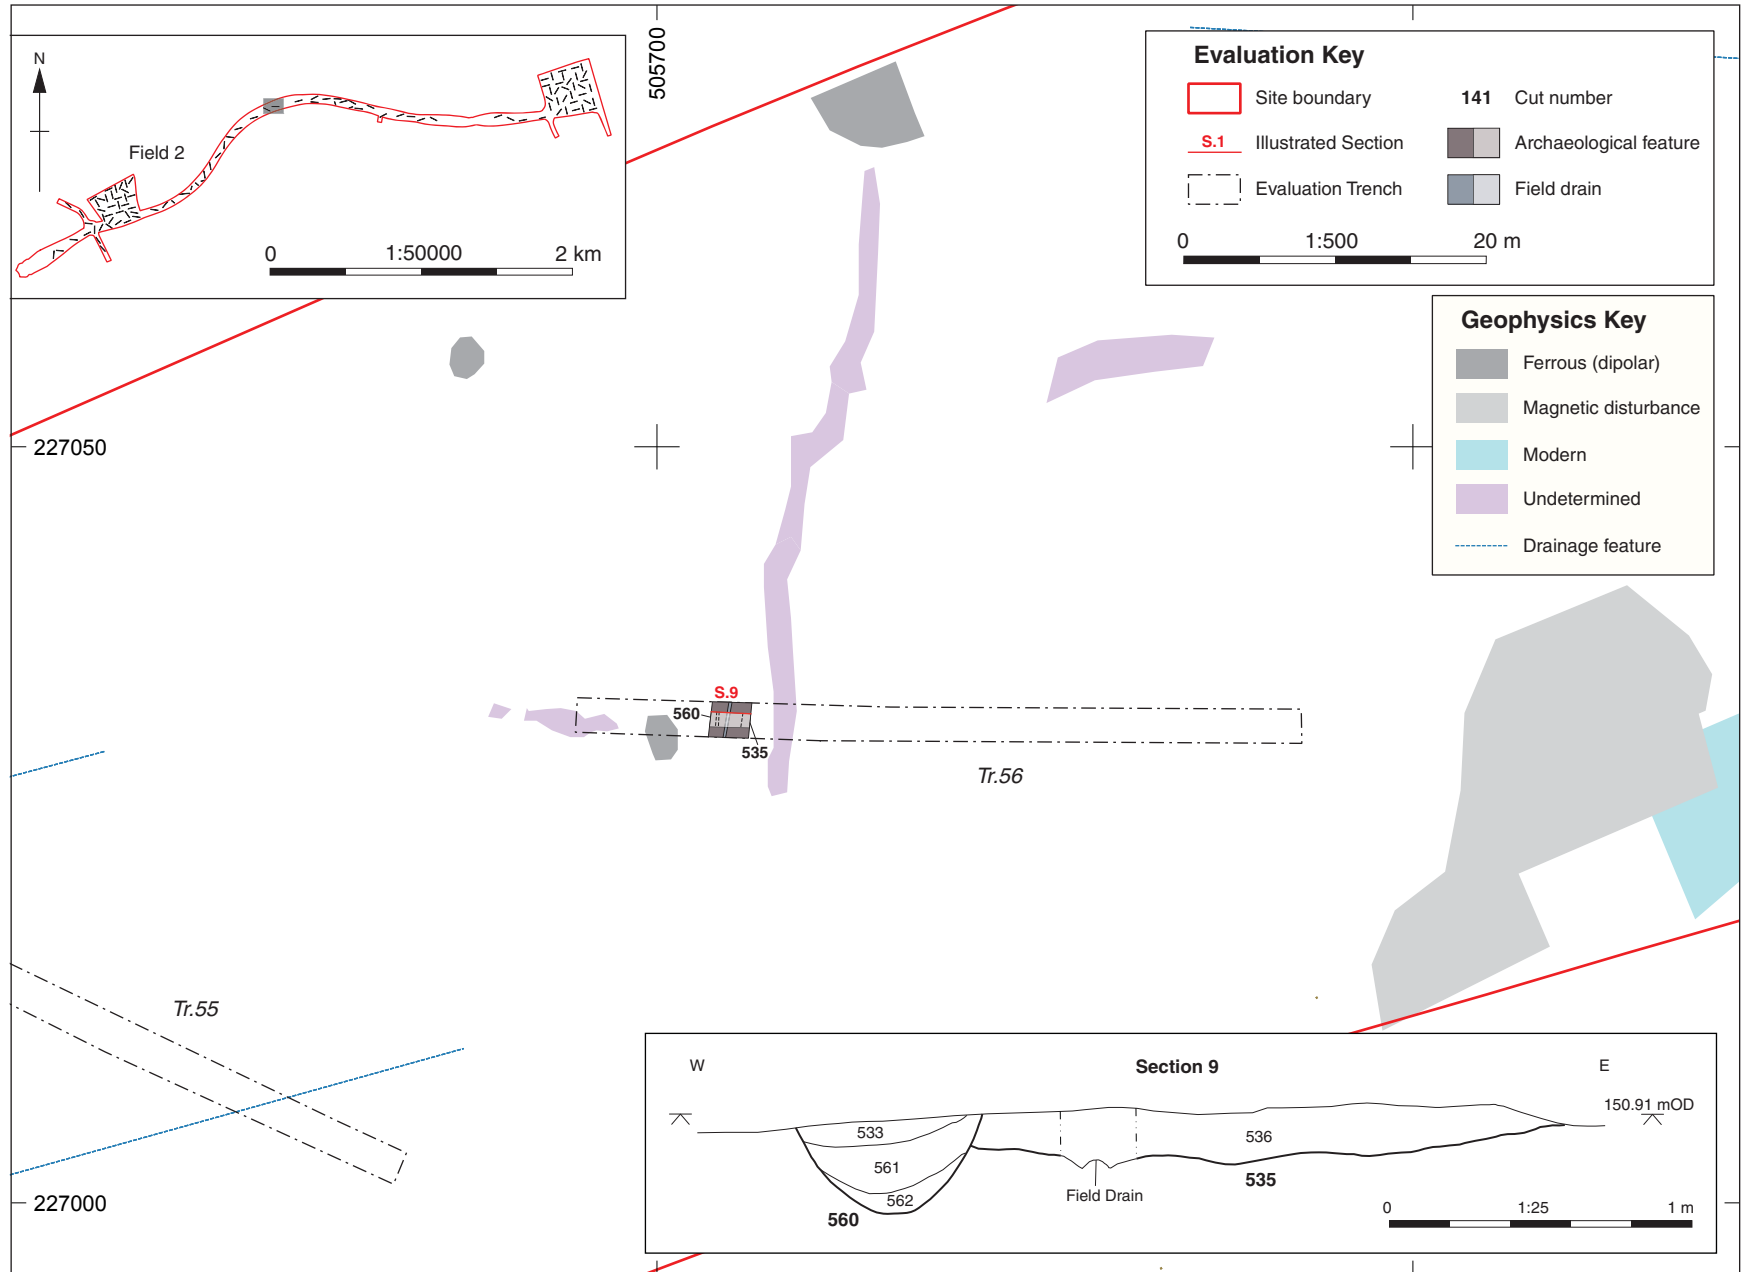 N
Field 2
0 1:50000 2 km
505700
Evaluation Key
Site boundary
141 Cut number
S.1 Illustrated Section
Archaeological feature
Evaluation Trench
Field drain
0 1:500 20 m
Geophysics Key
Ferrous (dipolar)
Magnetic disturbance
Modern
Undetermined
Drainage feature
227050
S.9
560
535
Tr.56
Tr.55
227000
W Section 9 E
150.91 mOD
533
536
561
562
535
Field Drain
560
0 1:25 1 m